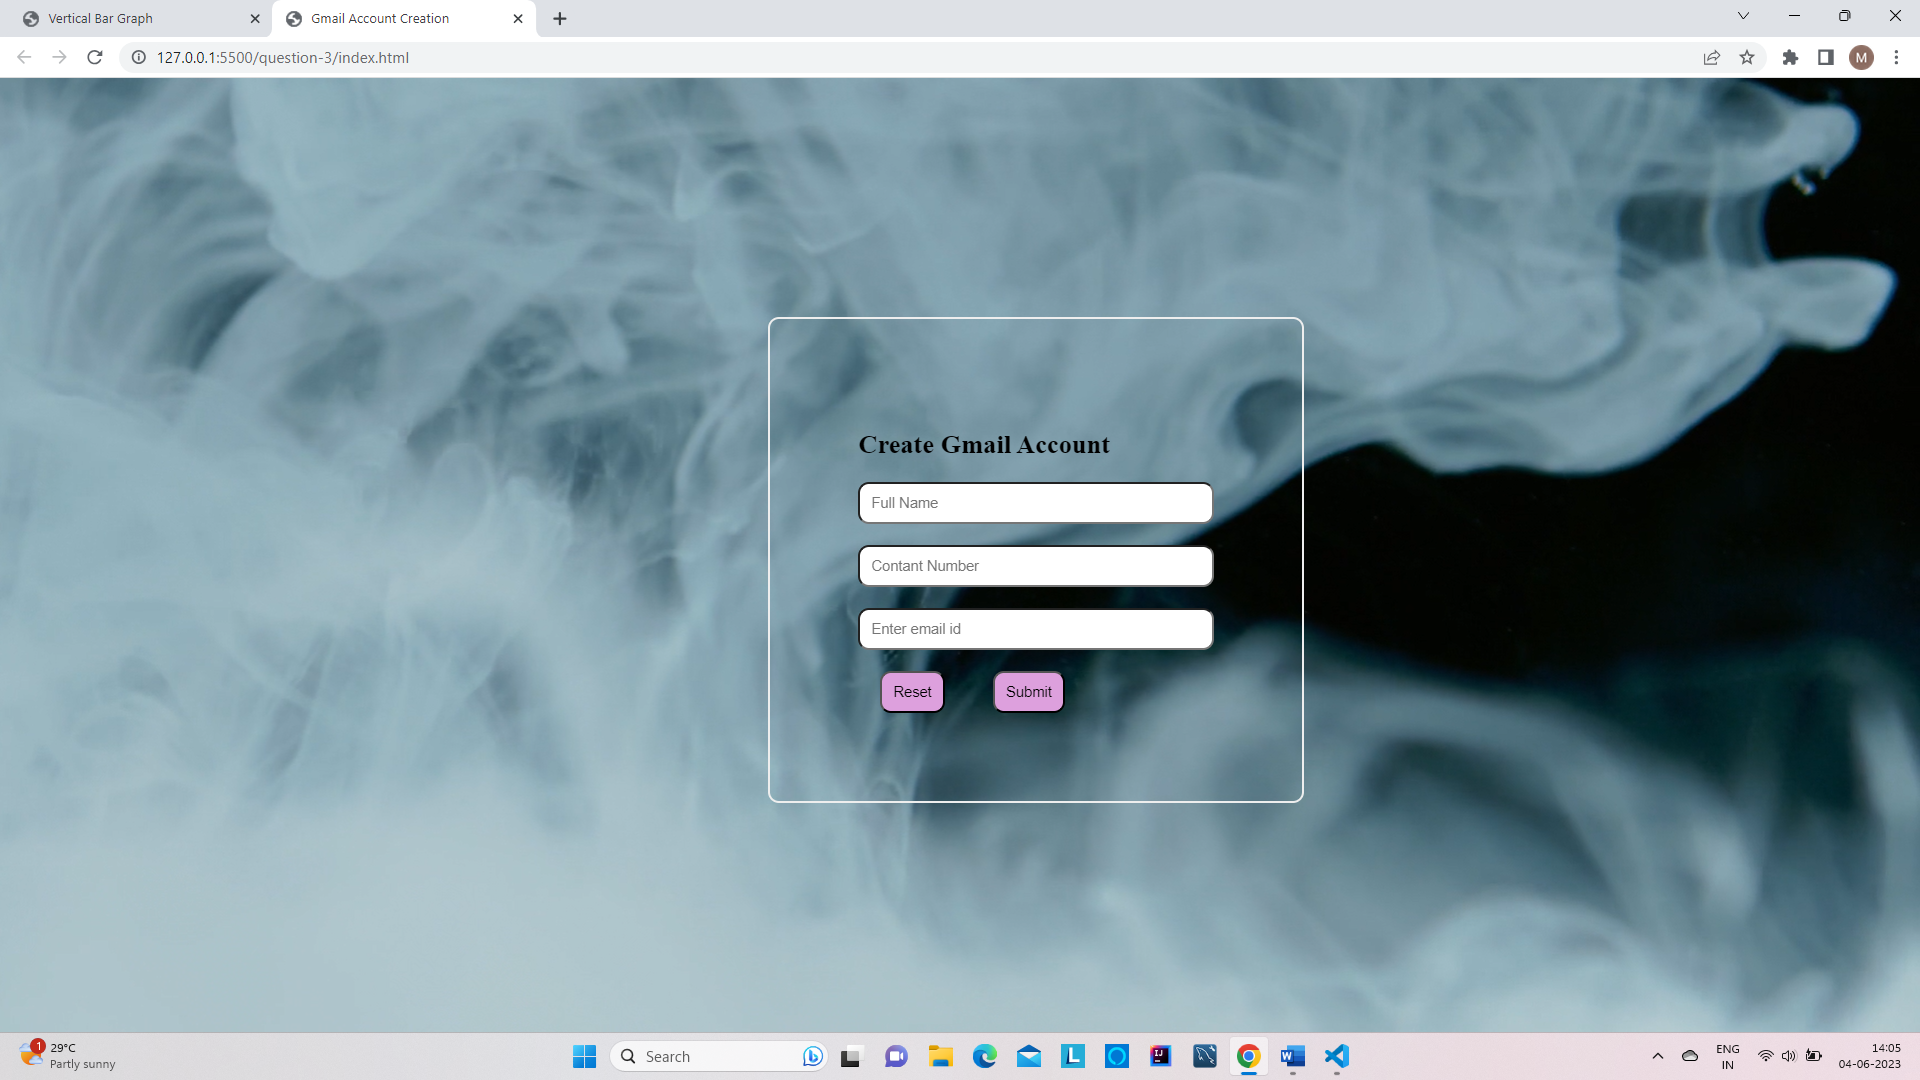 Vertical Bar Graph
Gmail Account Creation
127.0.0.1:5500/question-3/index.html
M
Create Gmail Account
Full Name
Contant Number
Enter email id
Reset
Submit
1
29°C
Partly sunny
Search
L
IJ
W
ENG
IN
14:05
04-06-2023